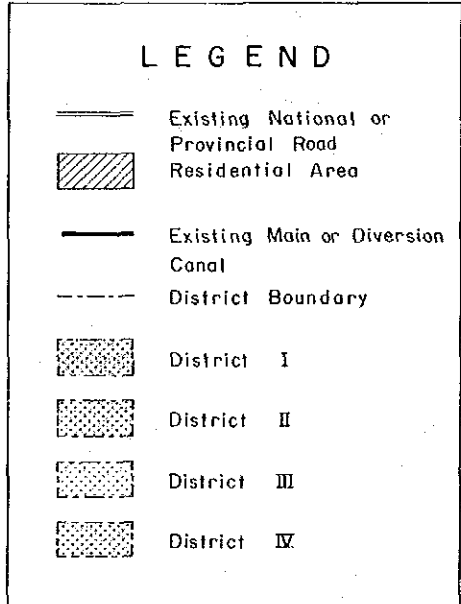 LEGEND
Existing National or
Provincial Road
Residential Area
Existing Main or Diversion
Canal
District Boundary
District I
District II
District III
District IV